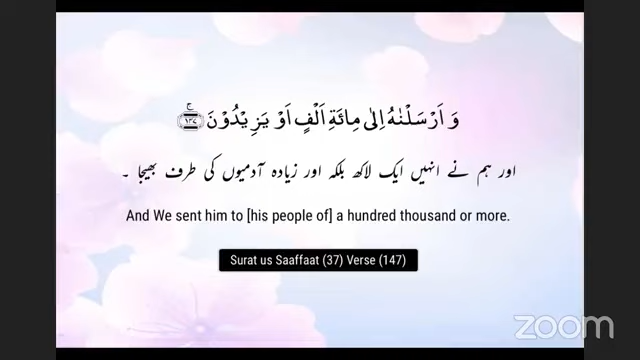 وَ اَرْسَلْنٰهُ اِلٰى مِائَةِ اَلْفٍ اَوْ يَزِيْدُوْنَ ۚ﴿۱۴۷﴾
اور ہم نے انہیں ایک لاکھ بلکہ اور زیادہ آدمیوں کی طرف بھیجا ۔
And We sent him to [his people of] a hundred thousand or more.
Surat us Saaffaat (37) Verse (147)
zoom